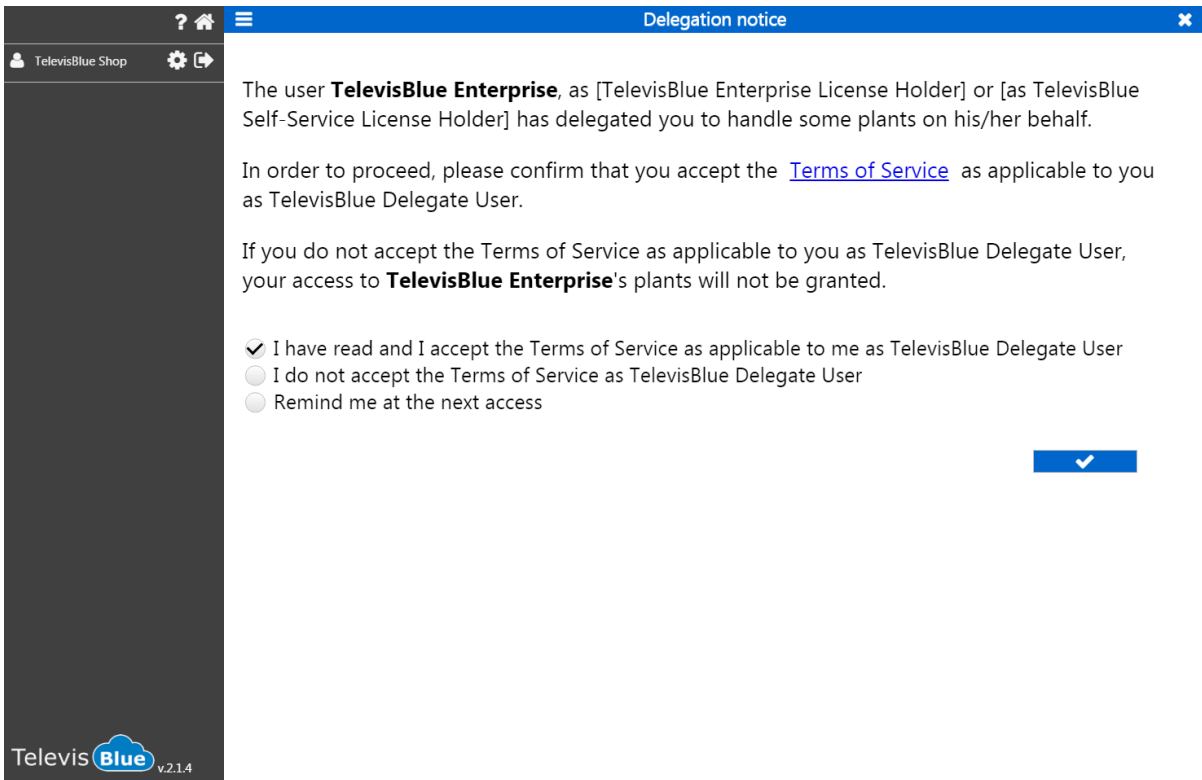 ?
Delegation notice
TelevisBlue Shop
The user TelevisBlue Enterprise, as [TelevisBlue Enterprise License Holder] or [as TelevisBlue
Self-Service License Holder] has delegated you to handle some plants on his/her behalf.
In order to proceed, please confirm that you accept the Terms of Service as applicable to you
as TelevisBlue Delegate User.
If you do not accept the Terms of Service as applicable to you as TelevisBlue Delegate User,
your access to TelevisBlue Enterprise's plants will not be granted.
I have read and I accept the Terms of Service as applicable to me as TelevisBlue Delegate User
I do not accept the Terms of Service as TelevisBlue Delegate User
Remind me at the next access
Televis Blue v.2.1.4